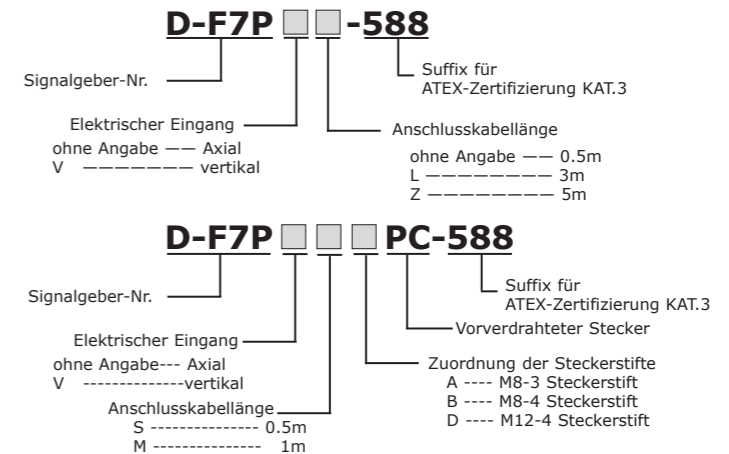 D-F7P □ □ -588
Signalgeber-Nr.
Suffix für
ATEX-Zertifizierung KAT.3
Elektrischer Eingang
ohne Angabe —— Axial
V ——————— vertikal
Anschlusskabellänge
ohne Angabe —— 0.5m
L ———————— 3m
Z ———————— 5m
D-F7P □ □ □ PC-588
Signalgeber-Nr.
Suffix für
ATEX-Zertifizierung KAT.3
Vorverdrahteter Stecker
Elektrischer Eingang
ohne Angabe--- Axial
V --------------vertikal
Zuordnung der Steckerstifte
A ---- M8-3 Steckerstift
B ---- M8-4 Steckerstift
D ---- M12-4 Steckerstift
Anschlusskabellänge
S --------------- 0.5m
M --------------- 1m